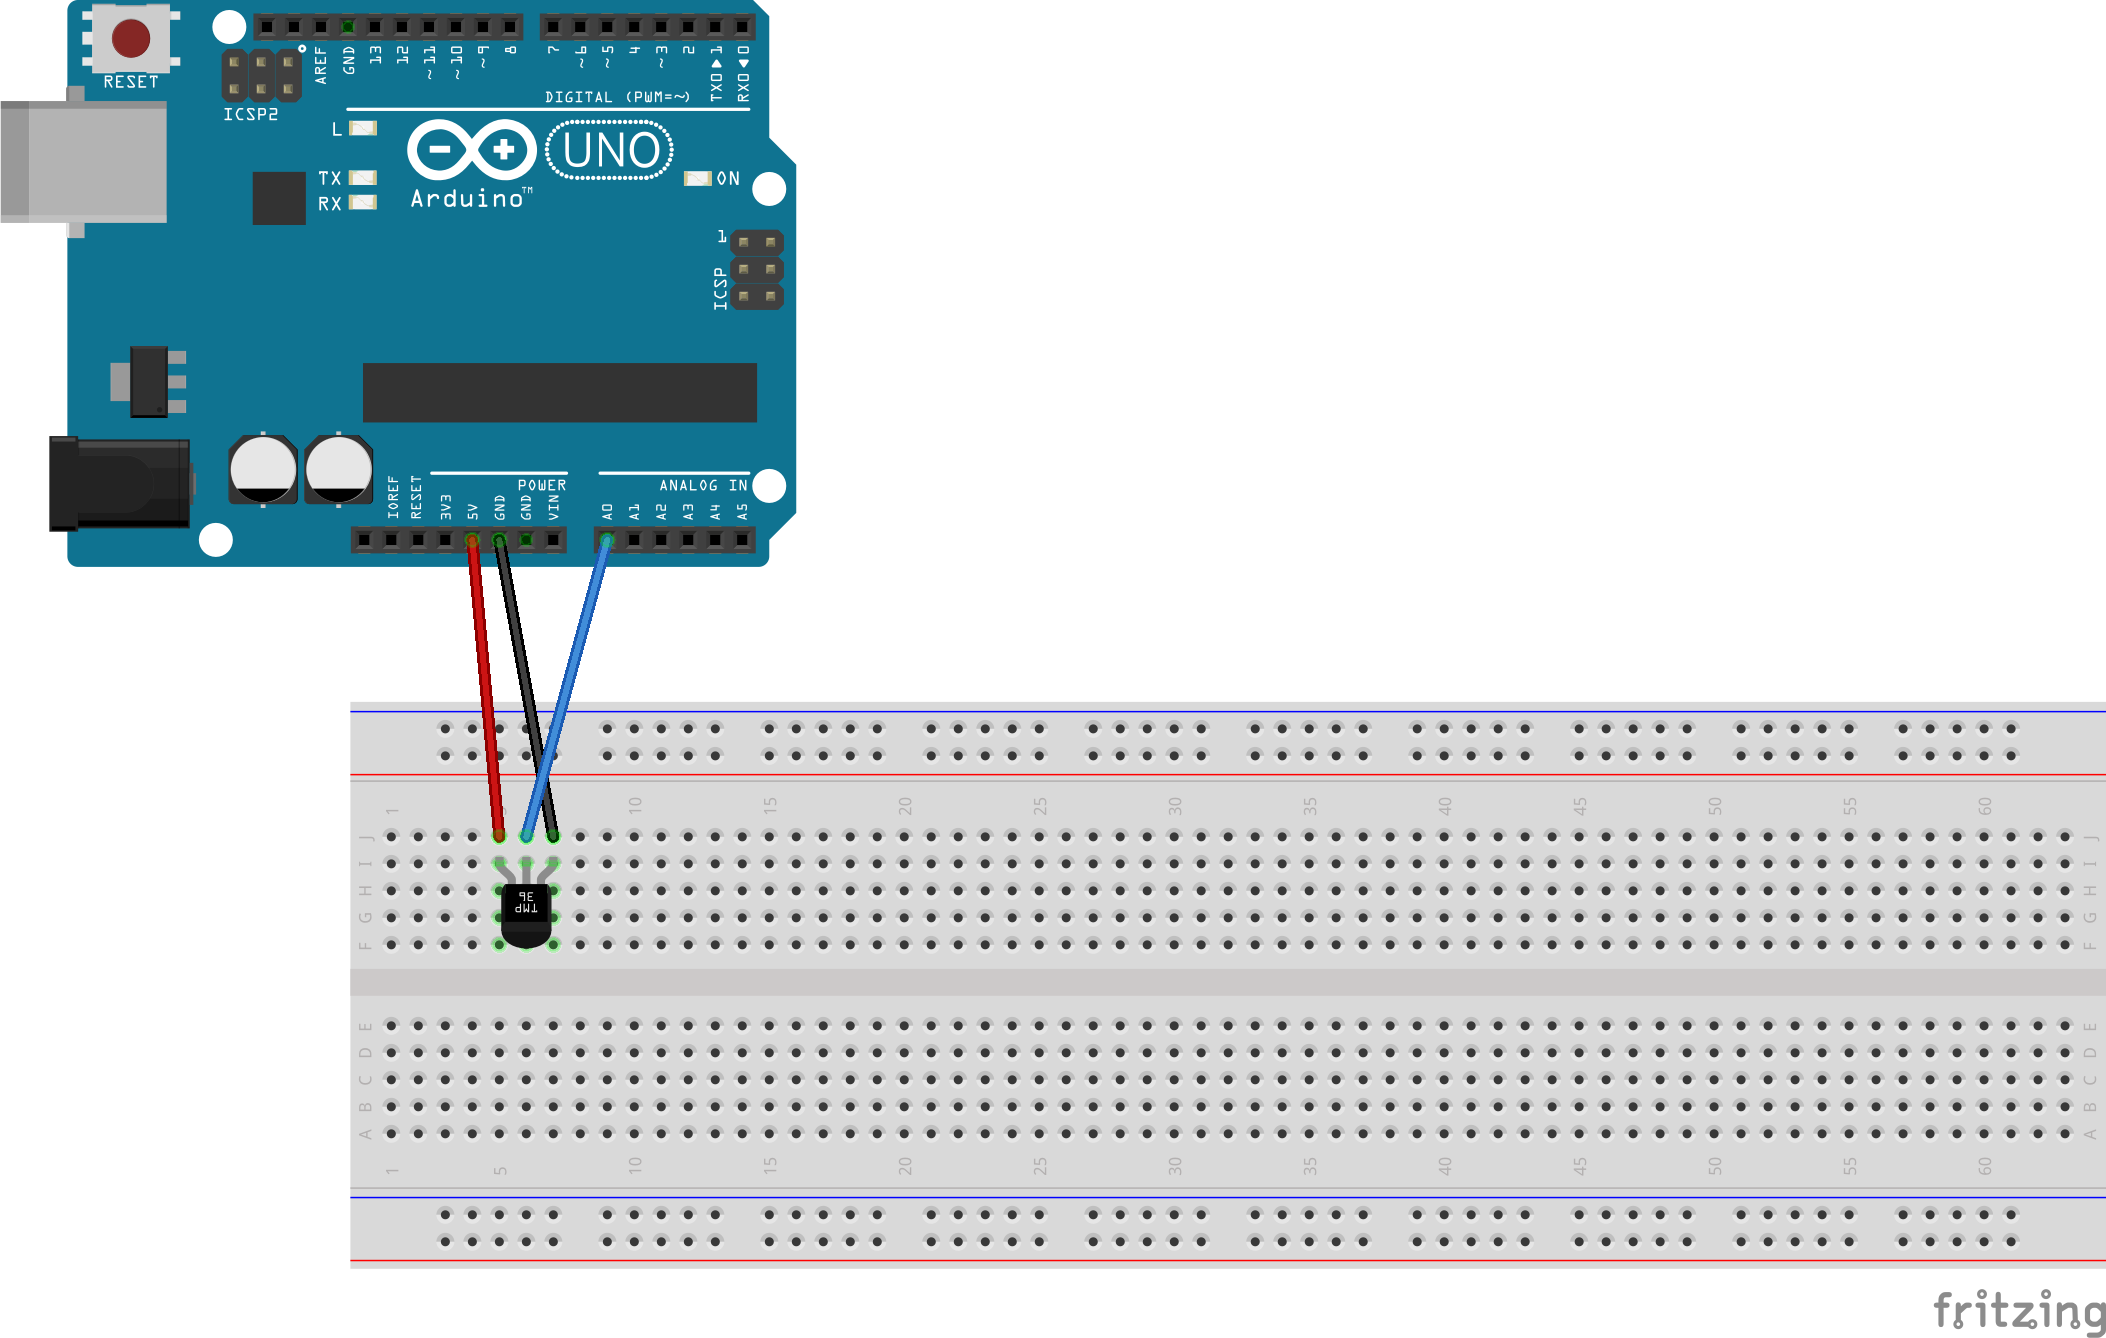 RESET
ICSP2
AREF
GND
13
12
~11
~10
~9
8
7
~6
~5
4
~3
2
TX0▶1
RX0◀0
DIGITAL (PWM=~)
L
TX
RX
Arduino™
UNO
ON
1
ICSP
POWER
ANALOG IN
IOREF
RESET
3V3
5V
GND
GND
VIN
A0
A1
A2
A3
A4
A5
1 5 10 15 20 25 30 35 40 45 50 55 60
J J
I I
H H
G G
F F
TMP
36
E E
D D
C C
B B
A A
1 5 10 15 20 25 30 35 40 45 50 55 60
fritzing